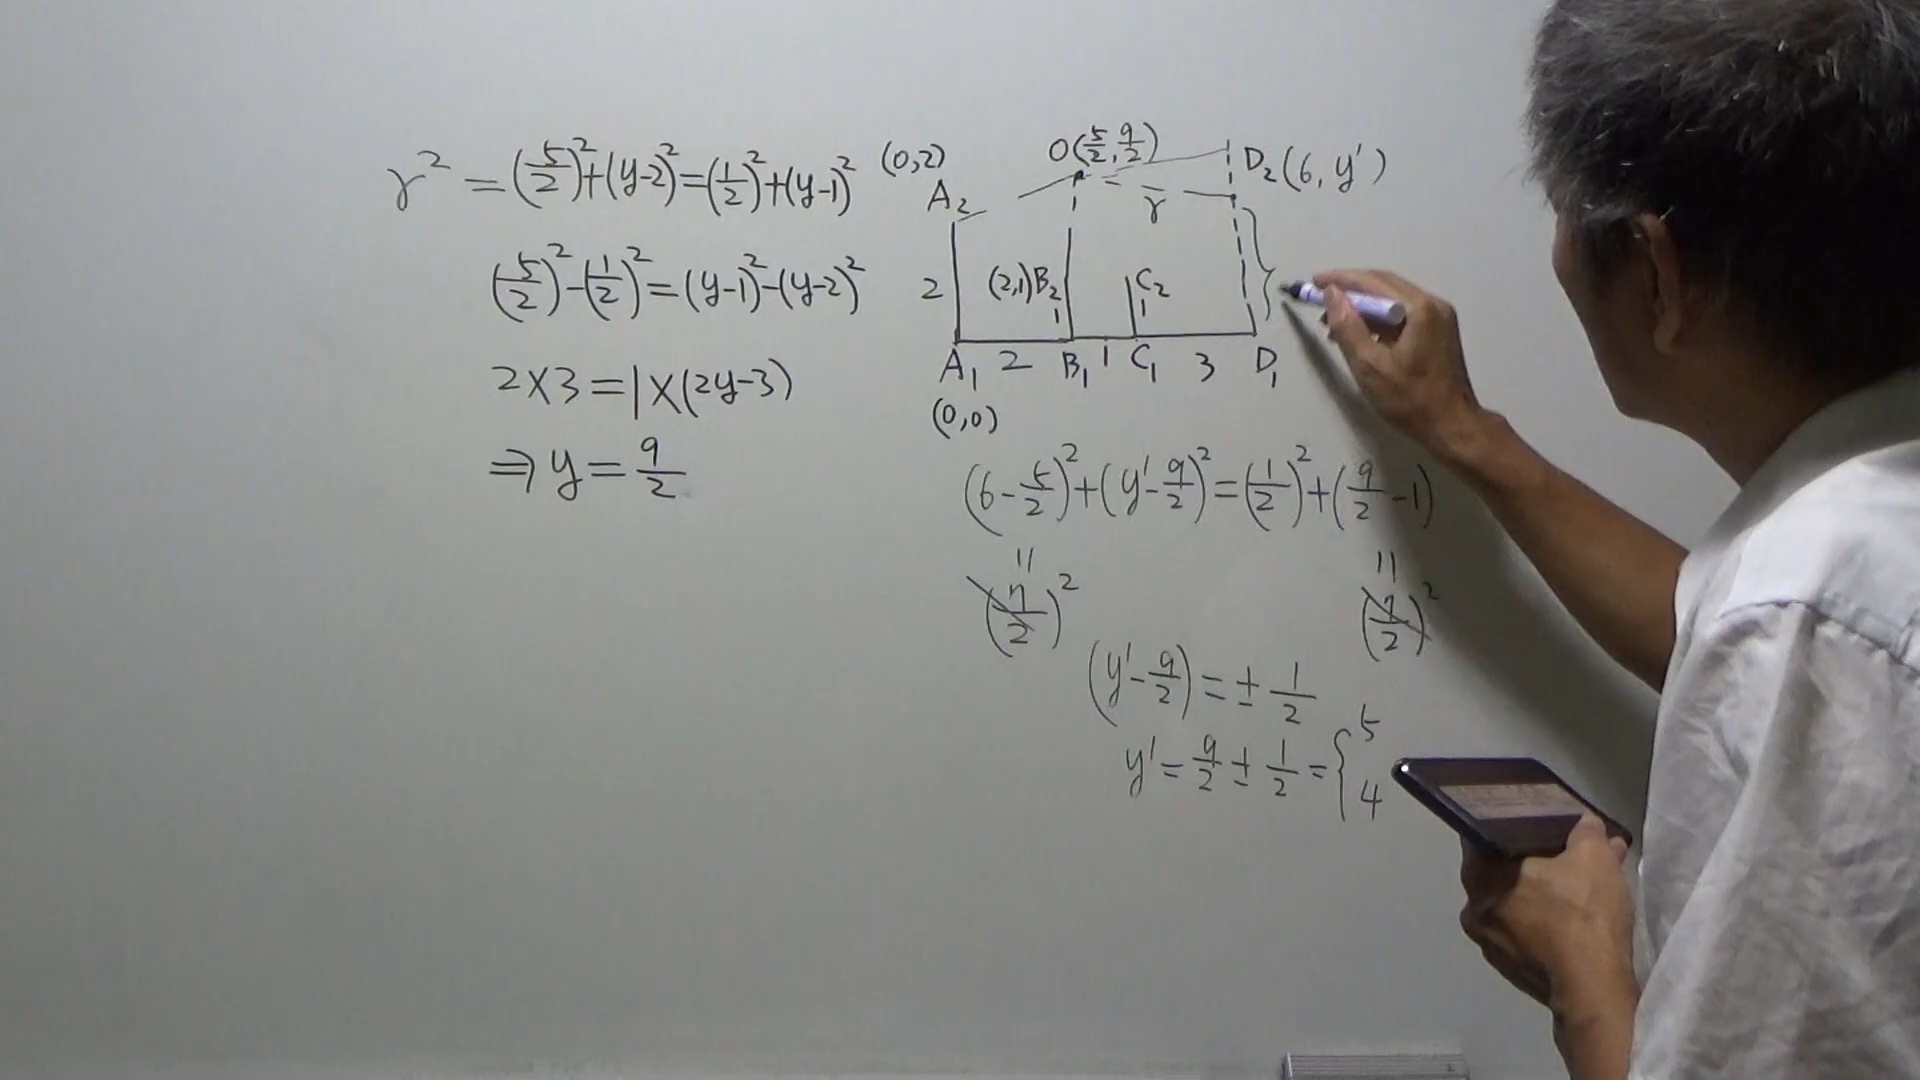 r² = (5/2)² + (y-2)² = (1/2)² + (y-1)²
(5/2)² - (1/2)² = (y-1)² - (y-2)²
2×3 = 1×(2y-3)
⇒ y = 9/2
(0,2)
O(5/2, 9/2)
D₂(6, y')
A₂
r
2
(2,1)B₂
C₂
1
1
A₁ 2 B₁ 1 C₁ 3 D₁
(0,0)
(6 - 5/2)² + (y' - 9/2)² = (1/2)² + (9/2 - 1)
॥ ॥
(7/2)² (7/2)²
(y' - 9/2) = ± 1/2
y' = 9/2 ± 1/2 = { 5
4